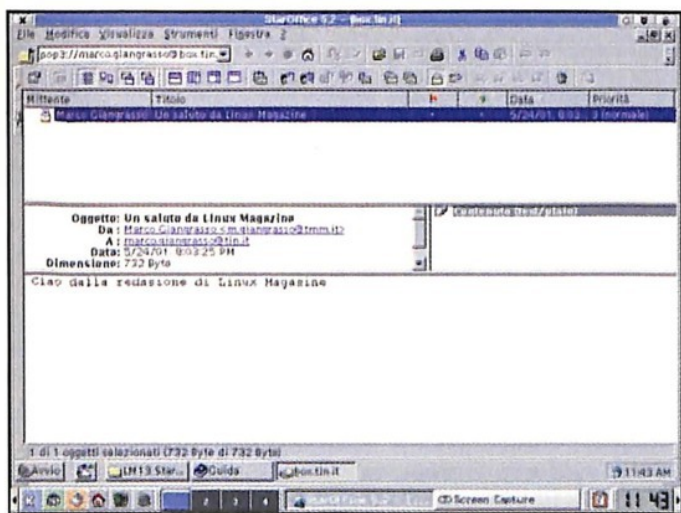 StarOffice 5.2 - [box.tin.it]
File Modifica Visualizza Strumenti Finestra ?
pop3://marco.giangrasso@box.tin
Mittente Titolo Data Priorità
Marco Giangrasso Un saluto da Linux Magazine 5/24/01, 8:03 3 (normale)
Oggetto: Un saluto da Linux Magazine
Da: Marco Giangrasso <m.giangrasso@tmm.it>
A: marco.giangrasso@tin.it
Data: 5/24/01, 8:03:25 PM
Dimensione: 732 Byte
Contenuto (text/plain)
Ciao dalla redazione di Linux Magazine
1 di 1 oggetti selezionati (732 Byte di 732 Byte)
Avvio LM13 Star... Guida box.tin.it 11:43 AM
2 3 4 StarOffice 5.2 Screen Capture 11 43